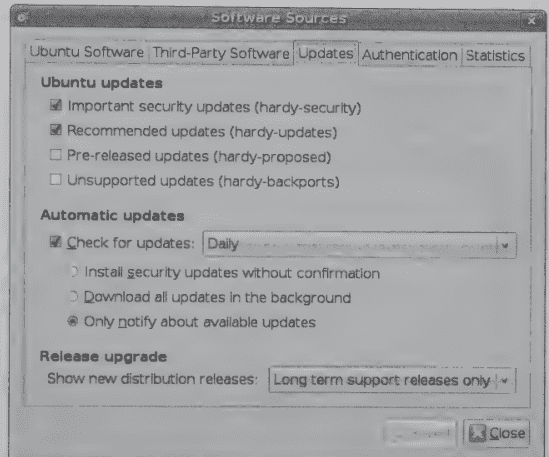 Software Sources
Ubuntu Software Third-Party Software Updates Authentication Statistics
Ubuntu updates
Important security updates (hardy-security)
Recommended updates (hardy-updates)
Pre-released updates (hardy-proposed)
Unsupported updates (hardy-backports)
Automatic updates
Check for updates: Daily
Install security updates without confirmation
Download all updates in the background
Only notify about available updates
Release upgrade
Show new distribution releases: Long term support releases only
Close